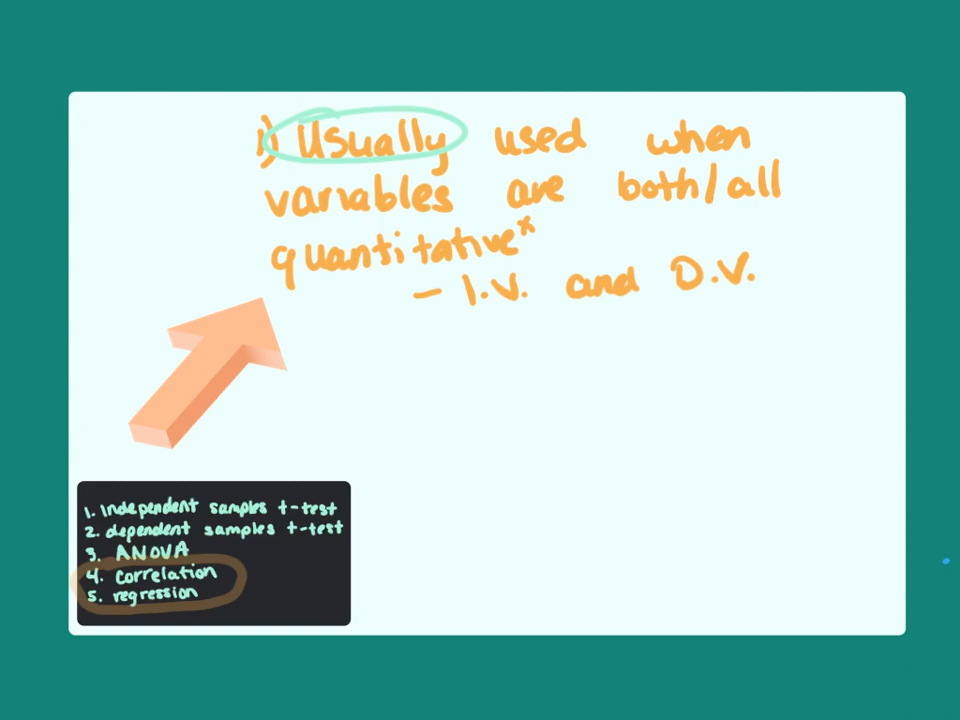 1) Usually used when
variables are both/all
quantitative*
- I.V. and D.V.
1. Independent samples t-test
2. dependent samples t-test
3. ANOVA
4. correlation
5. regression